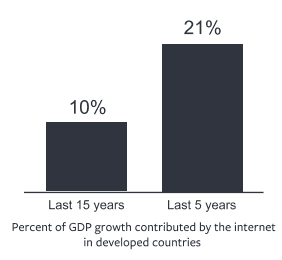 21%
10%
Last 15 years
Last 5 years
Percent of GDP growth contributed by the internet
in developed countries